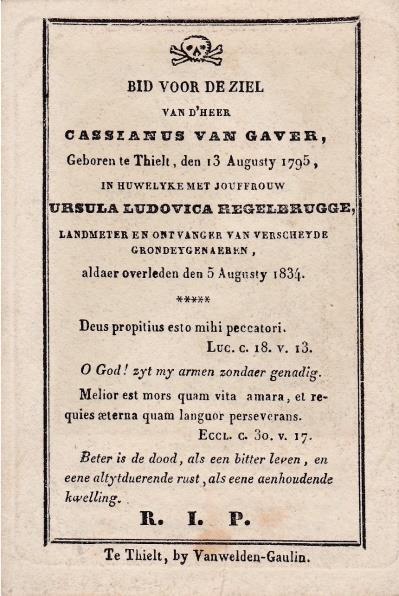 BID VOOR DE ZIEL
VAN D'HEER
CASSIANUS VAN GAVER,
Geboren te Thielt, den 13 Augusty 1795,
IN HUWELYKE MET JOUFFROUW
URSULA LUDOVICA REGELBRUGGE,
LANDMETER EN ONTVANGER VAN VERSCHEYDE
GRONDEYGENAEREN,
aldaer overleden den 5 Augusty 1834.
*****
Deus propitius esto mihi peccatori.
LUC. C. 18. V. 13.
O God! zyt my armen zondaer genadig.
Melior est mors quam vita amara, et re-
quies æterna quam languor perseverans.
ECCL. C. 30. V. 17.
Beter is de dood, als een bitter leven, en
eene altytduerende rust, als eene aenhoudende
kwelling.
R. I. P.
Te Thielt, by Vanwelden-Gaulin.